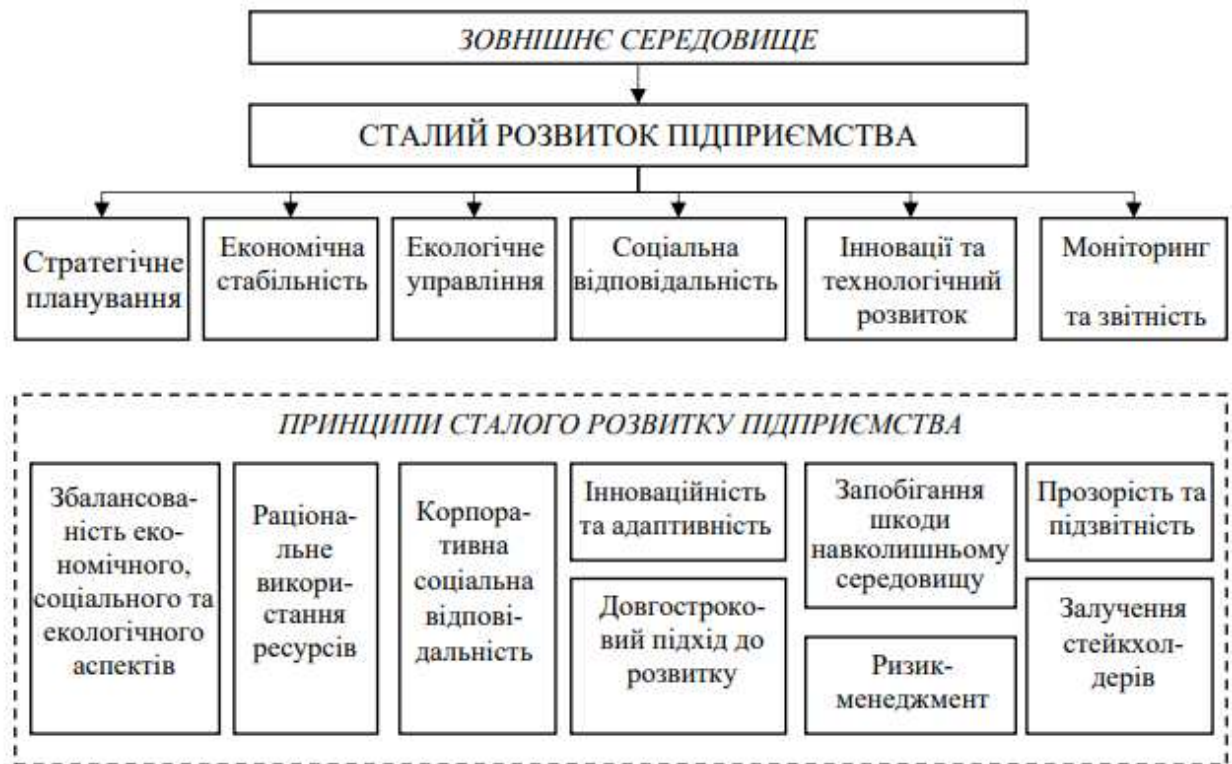 ЗОВНІШНЄ СЕРЕДОВИЩЕ
СТАЛИЙ РОЗВИТОК ПІДПРИЄМСТВА
Стратегічне
планування
Економічна
стабільність
Екологічне
управління
Соціальна
відповідальність
Інновації та
технологічний
розвиток
Моніторинг
та звітність
ПРИНЦИПИ СТАЛОГО РОЗВИТКУ ПІДПРИЄМСТВА
Збалансова-
ність еко-
номічного,
соціального та
екологічного
аспектів
Раціона-
льне
викори-
стання
ресурсів
Корпора-
тивна
соціальна
відпові-
дальність
Інноваційність
та адаптивність
Довгостроко-
вий підхід до
розвитку
Запобігання
шкоди
навколишньому
середовищу
Ризик-
менеджмент
Прозорість та
підзвітність
Залучення
стейкхол-
дерів